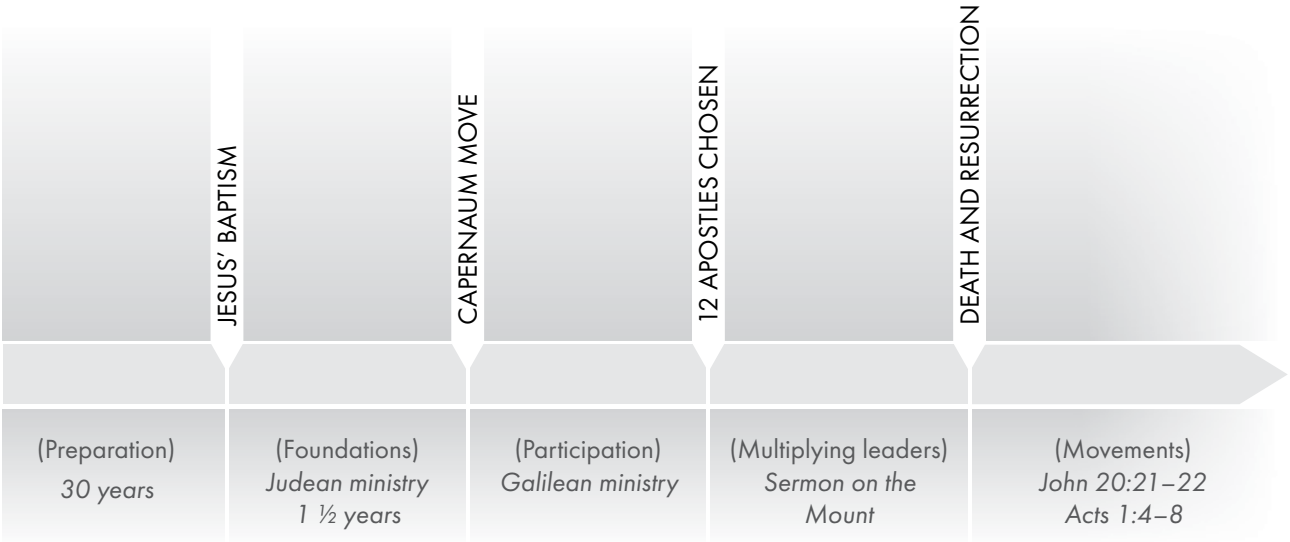 JESUS’ BAPTISM
CAPERNAUM MOVE
12 APOSTLES CHOSEN
DEATH AND RESURRECTION
(Preparation)
30 years
(Foundations)
Judean ministry
1 ½ years
(Participation)
Galilean ministry
(Multiplying leaders)
Sermon on the
Mount
(Movements)
John 20:21–22
Acts 1:4–8